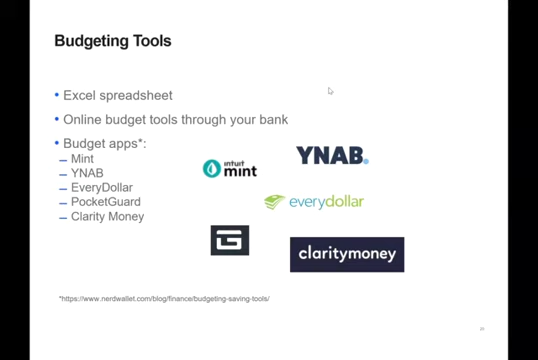 Budgeting Tools
• Excel spreadsheet
• Online budget tools through your bank
• Budget apps*:
– Mint
– YNAB
– EveryDollar
– PocketGuard
– Clarity Money
intuit
mint
YNAB.
everydollar
G
claritymoney
*https://www.nerdwallet.com/blog/finance/budgeting-saving-tools/